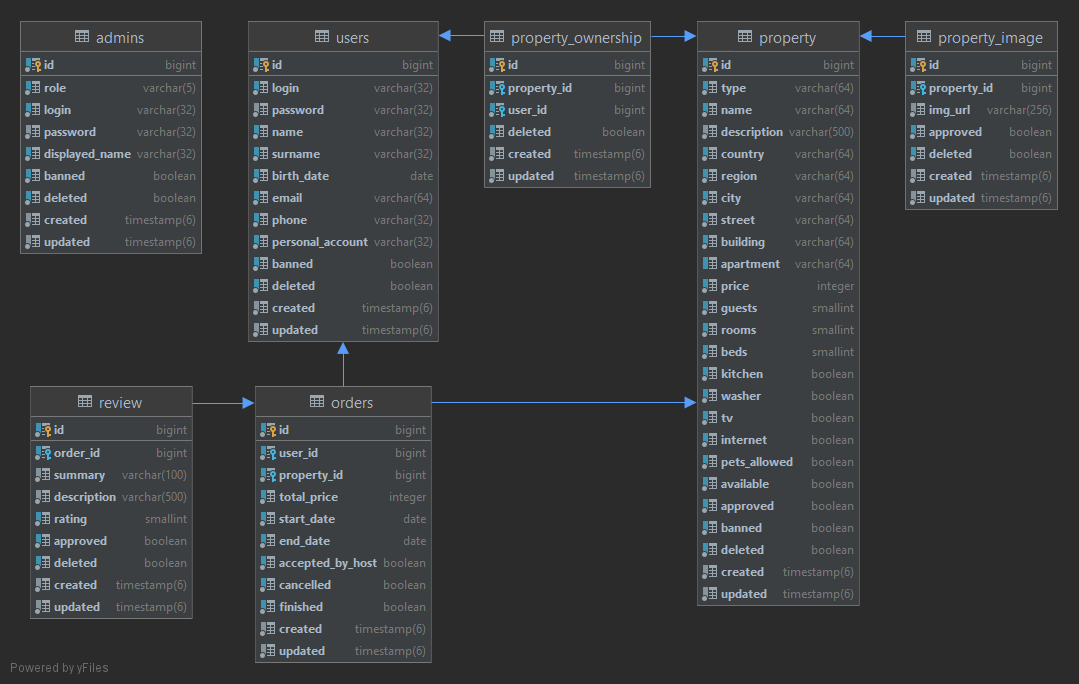 admins
id bigint
role varchar(5)
login varchar(32)
password varchar(32)
displayed_name varchar(32)
banned boolean
deleted boolean
created timestamp(6)
updated timestamp(6)
users
id bigint
login varchar(32)
password varchar(32)
name varchar(32)
surname varchar(32)
birth_date date
email varchar(64)
phone varchar(32)
personal_account varchar(32)
banned boolean
deleted boolean
created timestamp(6)
updated timestamp(6)
property_ownership
id bigint
property_id bigint
user_id bigint
deleted boolean
created timestamp(6)
updated timestamp(6)
property
id bigint
type varchar(64)
name varchar(64)
description varchar(500)
country varchar(64)
region varchar(64)
city varchar(64)
street varchar(64)
building varchar(64)
apartment varchar(64)
price integer
guests smallint
rooms smallint
beds smallint
kitchen boolean
washer boolean
tv boolean
internet boolean
pets_allowed boolean
available boolean
approved boolean
banned boolean
deleted boolean
created timestamp(6)
updated timestamp(6)
property_image
id bigint
property_id bigint
img_url varchar(256)
approved boolean
deleted boolean
created timestamp(6)
updated timestamp(6)
review
id bigint
order_id bigint
summary varchar(100)
description varchar(500)
rating smallint
approved boolean
deleted boolean
created timestamp(6)
updated timestamp(6)
orders
id bigint
user_id bigint
property_id bigint
total_price integer
start_date date
end_date date
accepted_by_host boolean
cancelled boolean
finished boolean
created timestamp(6)
updated timestamp(6)
Powered by yFiles